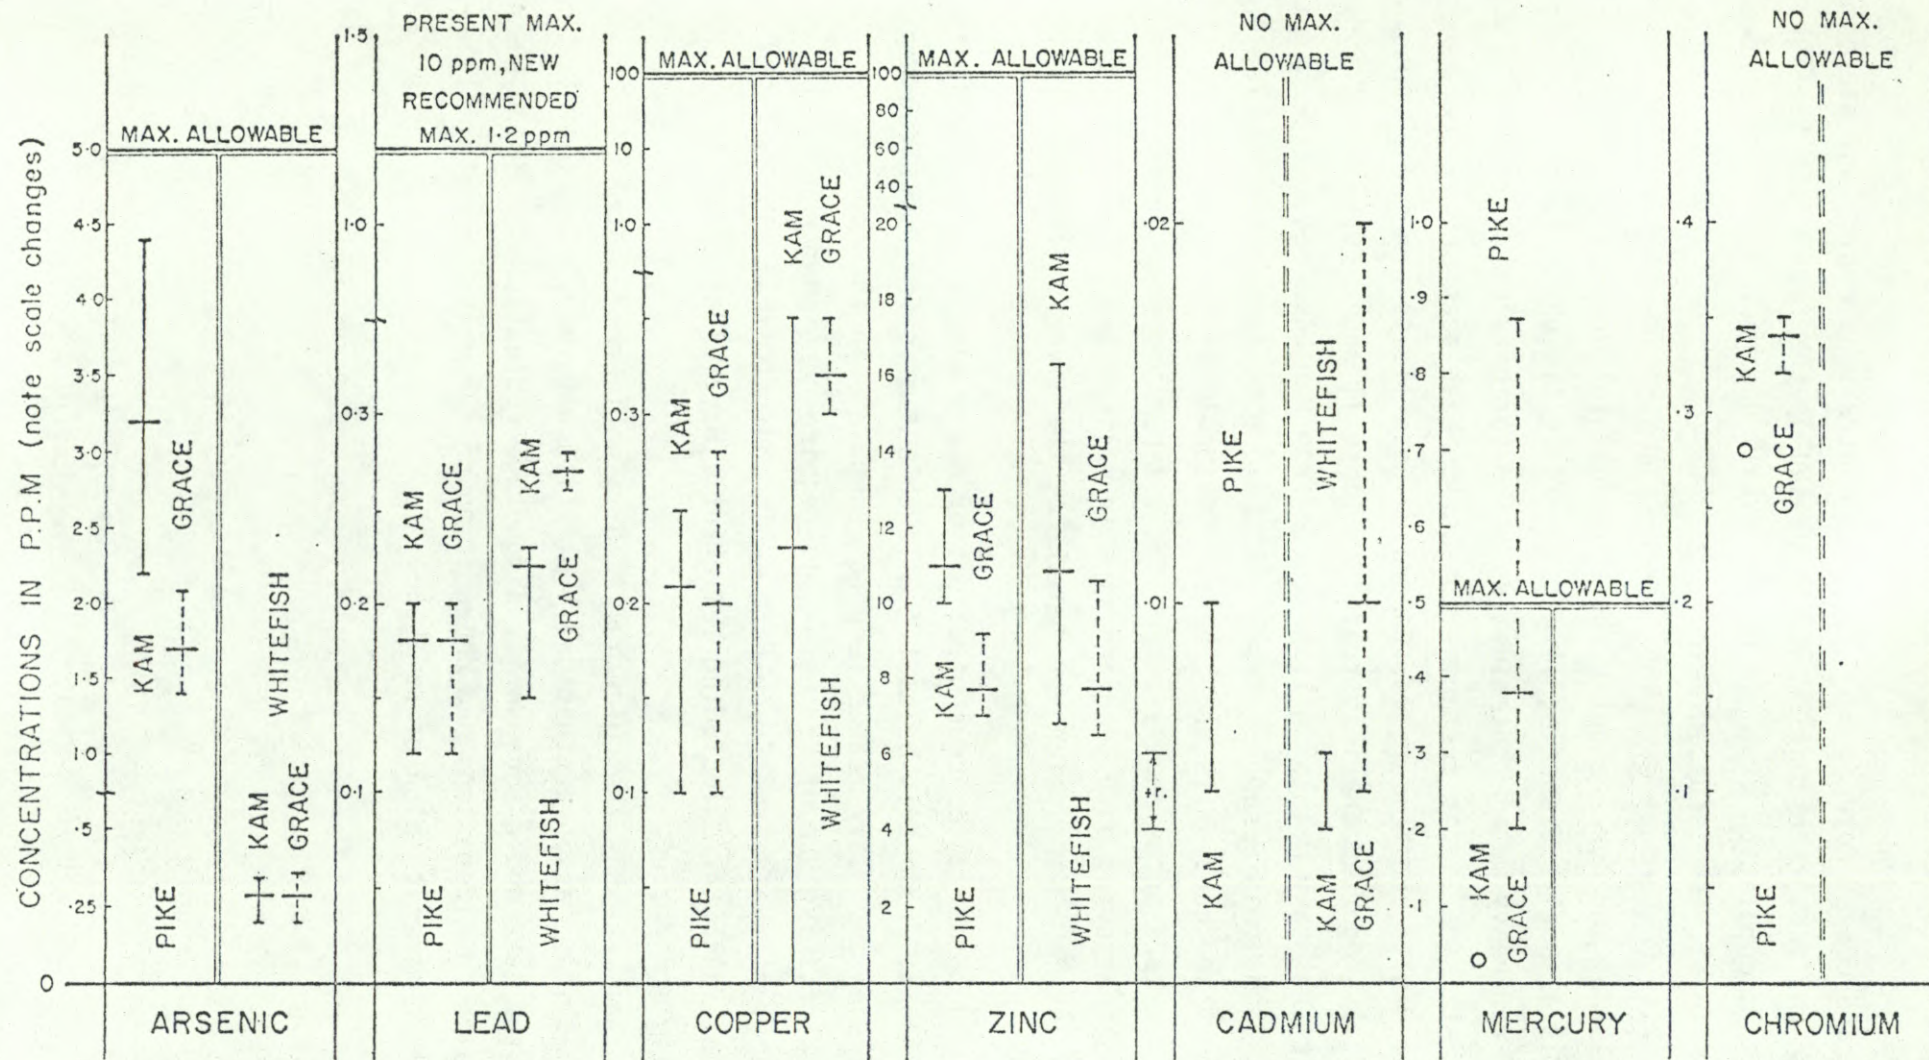 CONCENTRATIONS IN P.P.M (note scale changes)
5.0
4.5
4.0
3.5
3.0
2.5
2.0
1.5
1.0
.5
.25
0
MAX. ALLOWABLE
KAM
GRACE
PIKE
KAM
GRACE
WHITEFISH
ARSENIC
1.5
1.0
0.3
0.2
0.1
PRESENT MAX.
10 ppm, NEW
RECOMMENDED
MAX. 1.2 ppm
KAM
GRACE
PIKE
KAM
GRACE
WHITEFISH
LEAD
100
10
1.0
0.3
0.2
0.1
MAX. ALLOWABLE
KAM
GRACE
PIKE
KAM
GRACE
WHITEFISH
COPPER
100
80
60
40
20
18
16
14
12
10
8
6
4
2
MAX. ALLOWABLE
KAM
GRACE
PIKE
KAM
GRACE
WHITEFISH
ZINC
.02
.01
tr.
NO MAX.
ALLOWABLE
PIKE
KAM
WHITEFISH
KAM
GRACE
CADMIUM
1.0
.9
.8
.7
.6
.5
.4
.3
.2
.1
PIKE
MAX. ALLOWABLE
KAM
GRACE
MERCURY
.4
.3
.2
.1
NO MAX.
ALLOWABLE
KAM
GRACE
PIKE
CHROMIUM